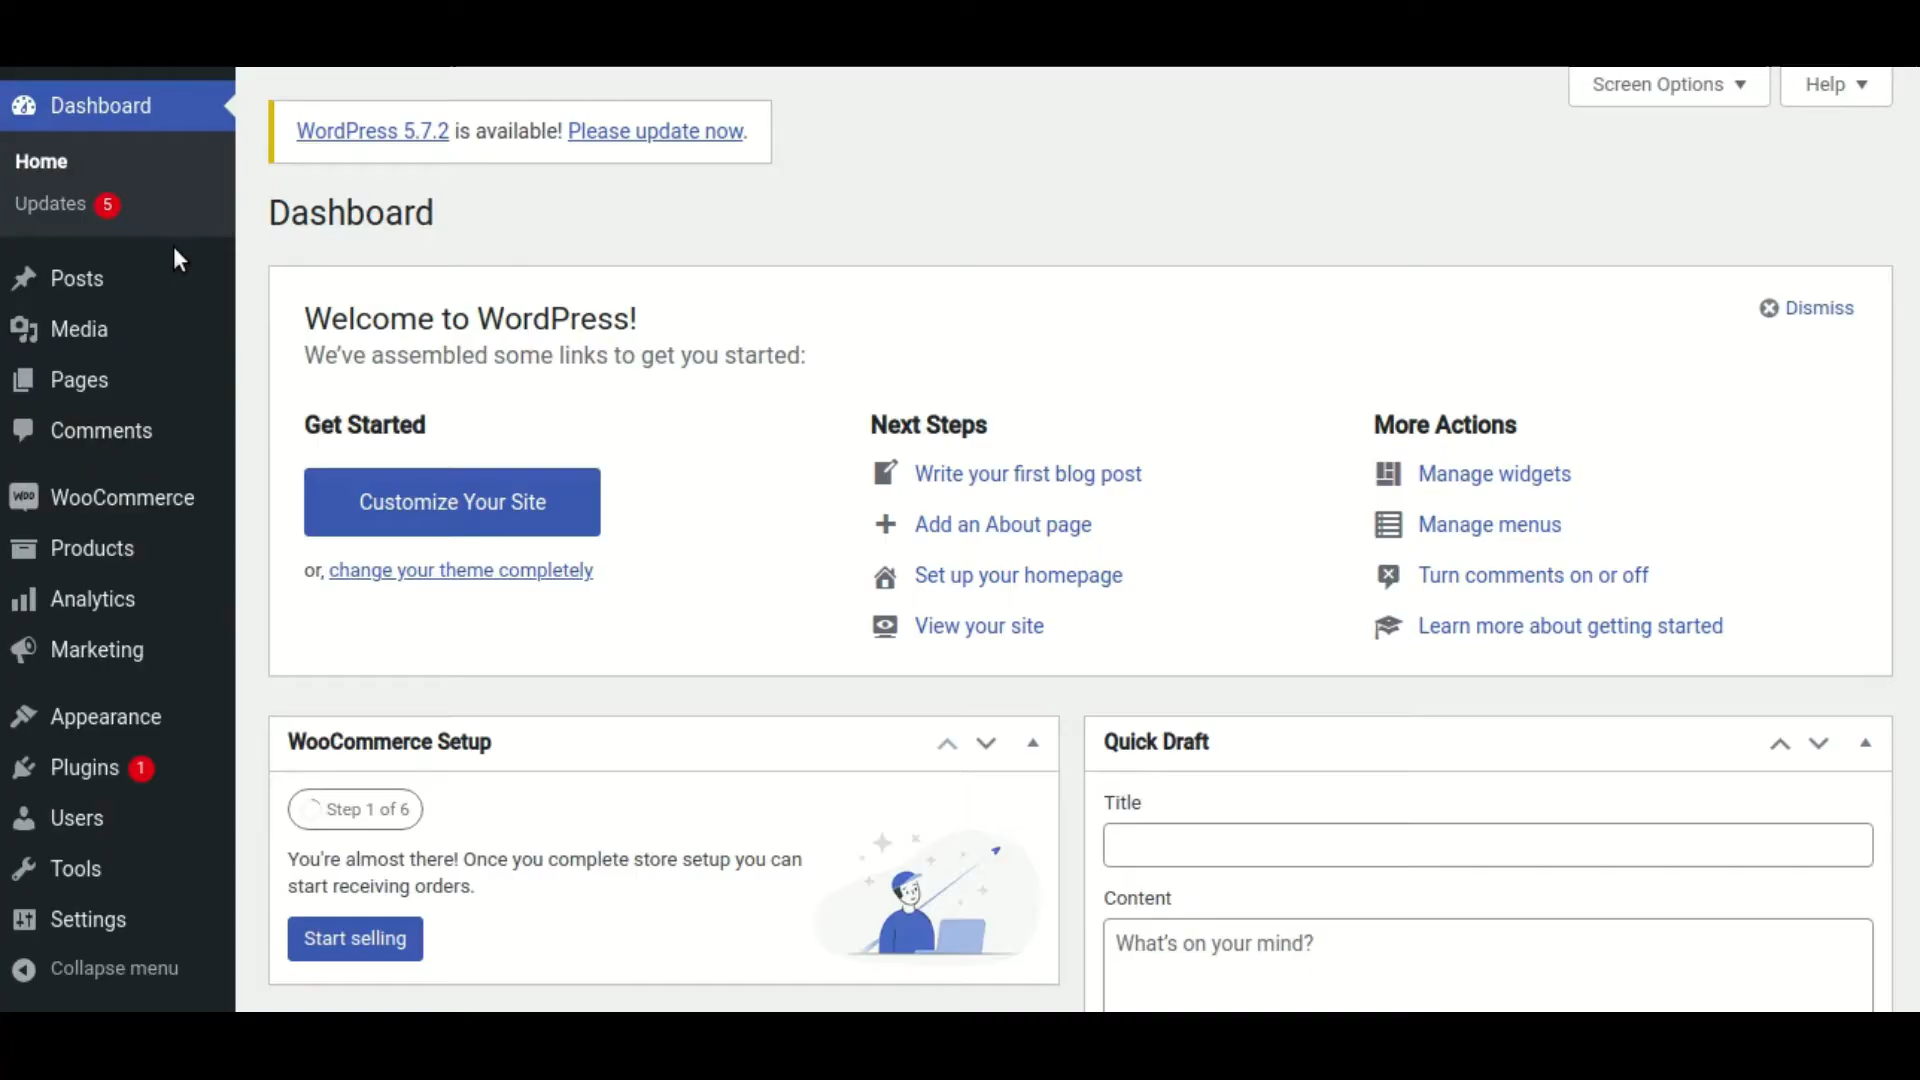 Screen Options
Help
Dashboard
Home
Updates 5
Posts
Media
Pages
Comments
WOO WooCommerce
Products
Analytics
Marketing
Appearance
Plugins 1
Users
Tools
Settings
Collapse menu
WordPress 5.7.2 is available! Please update now.
Dashboard
Welcome to WordPress!
We've assembled some links to get you started:
Dismiss
Get Started
Customize Your Site
or, change your theme completely
Next Steps
Write your first blog post
Add an About page
Set up your homepage
View your site
More Actions
Manage widgets
Manage menus
Turn comments on or off
Learn more about getting started
WooCommerce Setup
Step 1 of 6
You're almost there! Once you complete store setup you can
start receiving orders.
Start selling
Quick Draft
Title
Content
What's on your mind?